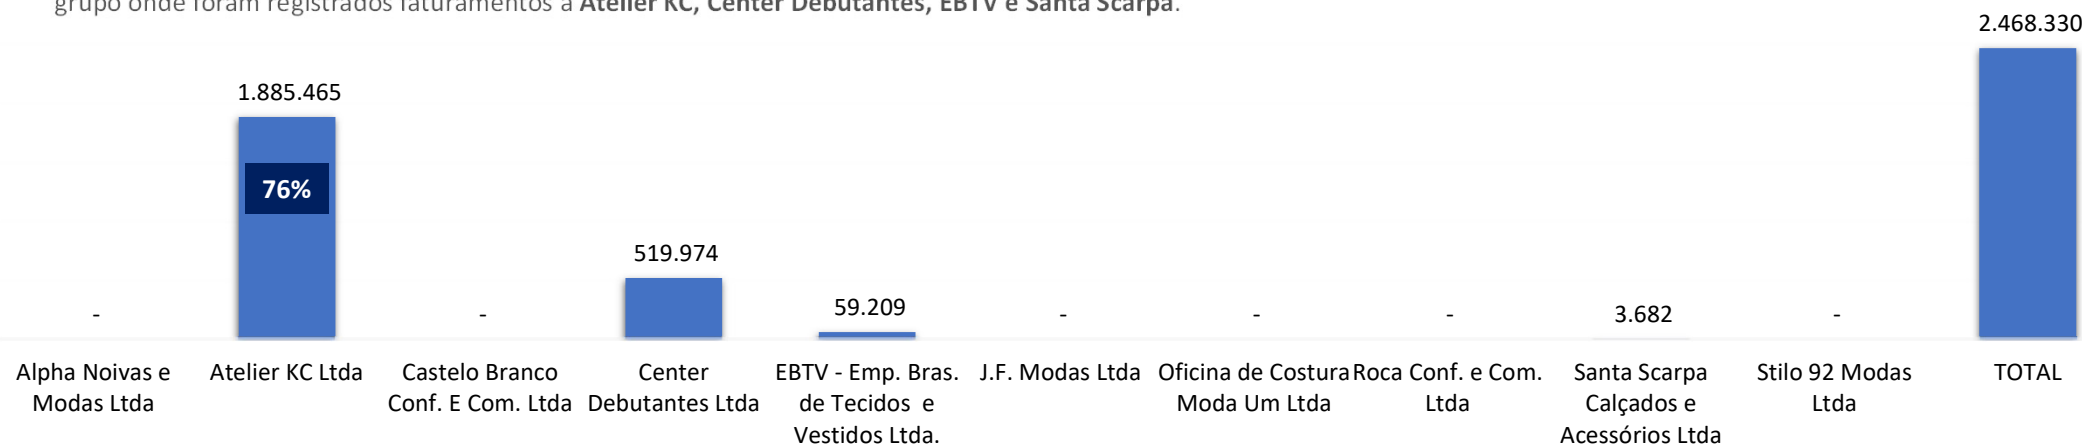 grupo onde foram registrados faturamentos a Atelier KC, Center Debutantes, EBTV e Santa Scarpa.
2.468.330
1.885.465
76%
519.974
59.209
-
-
-
-
-
3.682
-
Alpha Noivas e
Modas Ltda
Atelier KC Ltda
Castelo Branco
Conf. E Com. Ltda
Center
Debutantes Ltda
EBTV - Emp. Bras.
de Tecidos e
Vestidos Ltda.
J.F. Modas Ltda
Oficina de Costura
Moda Um Ltda
Roca Conf. e Com.
Ltda
Santa Scarpa
Calçados e
Acessórios Ltda
Stilo 92 Modas
Ltda
TOTAL